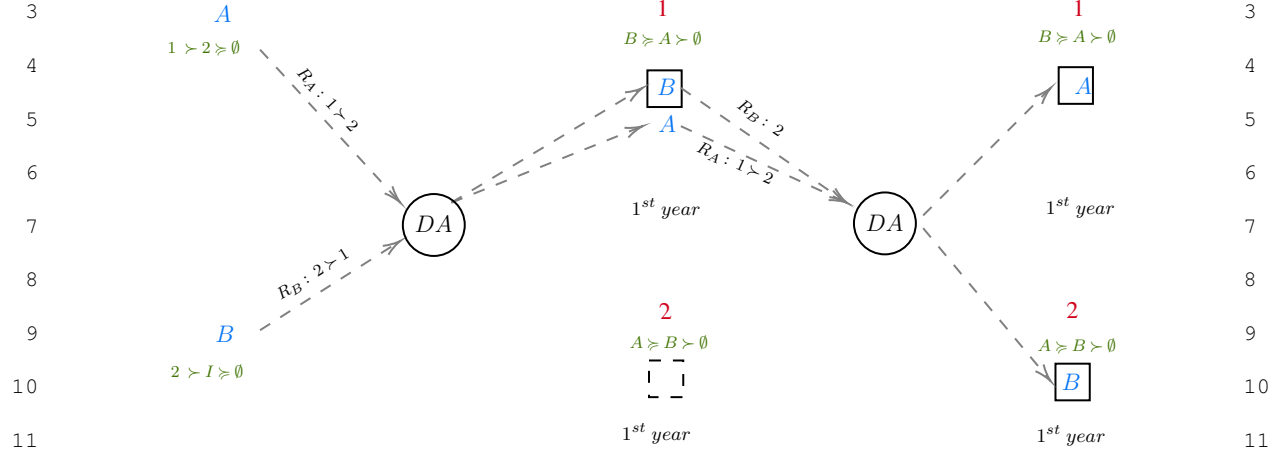 3 A 1 3
1 ≻ 2 ≽ ∅ B ≽ A ≻ ∅ B ≽ A ≻ ∅
4 B A 4
R_A : 1 ≻ 2 R_B : 2
5 A 5
R_A : 1 ≻ 2
6 6
1^{st} year 1^{st} year
7 DA DA 7
R_B : 2 ≻ 1
8 8
2 2
9 B A ≽ B ≻ ∅ A ≽ B ≻ ∅ 9
2 ≻ I ≽ ∅
10 B 10
11 1^{st} year 1^{st} year 11